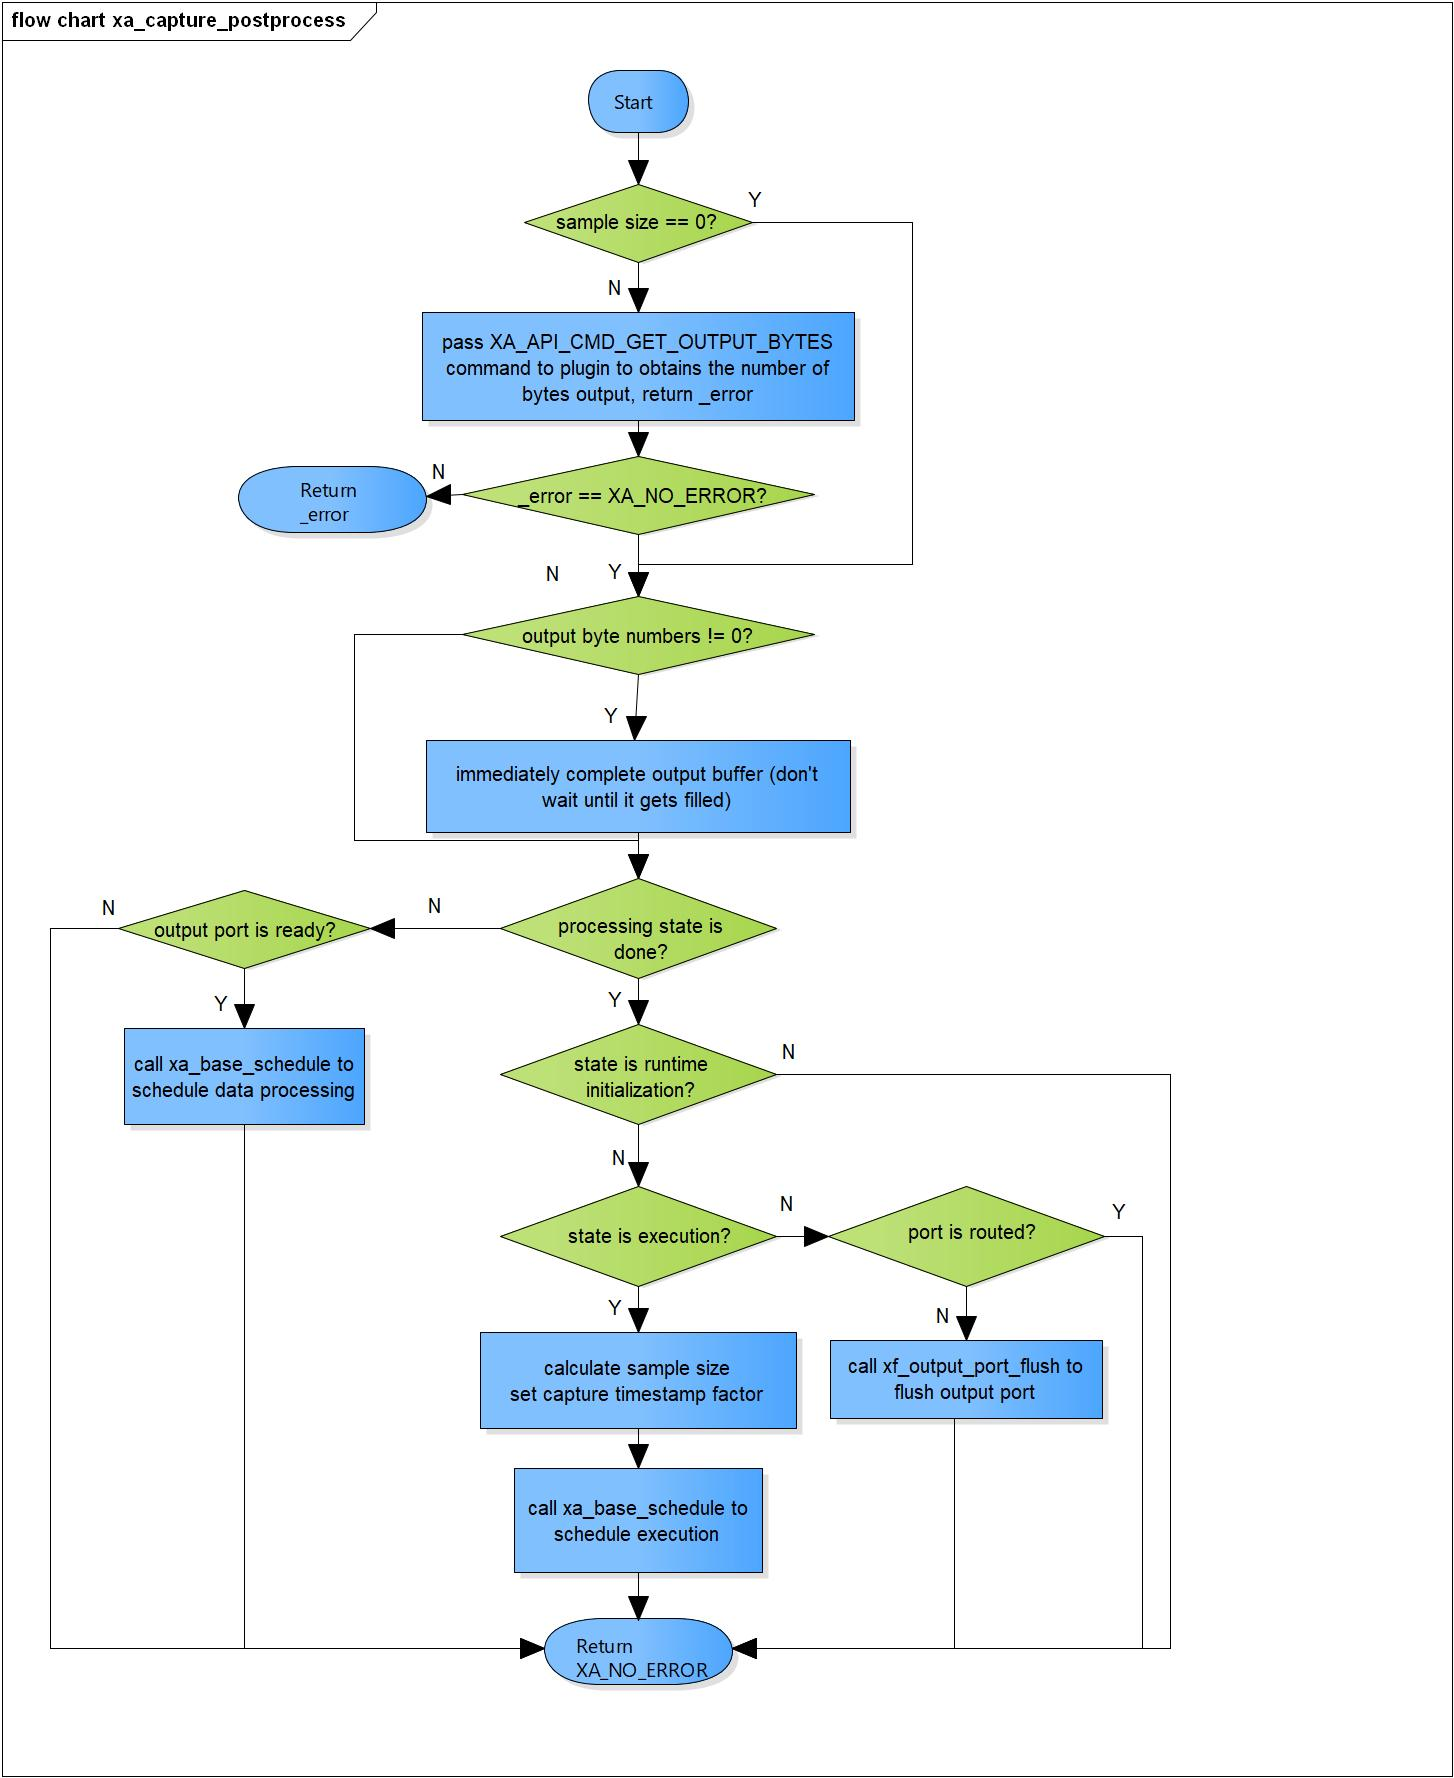 flow chart xa_capture_postprocess
Start
sample size == 0?
Y
N
pass XA_API_CMD_GET_OUTPUT_BYTES
command to plugin to obtains the number of
bytes output, return _error
_error == XA_NO_ERROR?
N
Return
_error
N
Y
output byte numbers != 0?
Y
immediately complete output buffer (don't
wait until it gets filled)
processing state is
done?
N
output port is ready?
N
Y
call xa_base_schedule to
schedule data processing
Y
state is runtime
initialization?
N
N
state is execution?
N
port is routed?
Y
Y
N
calculate sample size
set capture timestamp factor
call xf_output_port_flush to
flush output port
call xa_base_schedule to
schedule execution
Return
XA_NO_ERROR